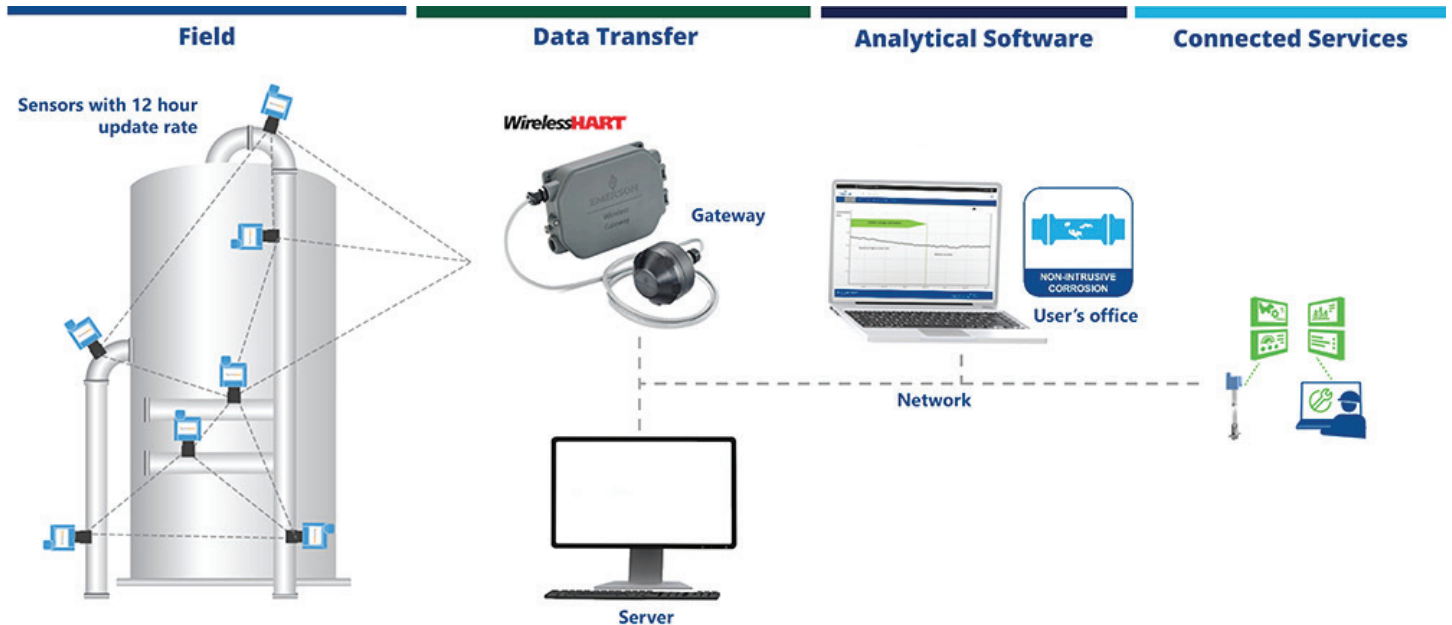 Field
Data Transfer
Analytical Software
Connected Services
Sensors with 12 hour
update rate
WirelessHART
EMERSON
Wireless
Gateway
Gateway
NON-INTRUSIVE
CORROSION
User's office
Network
Server